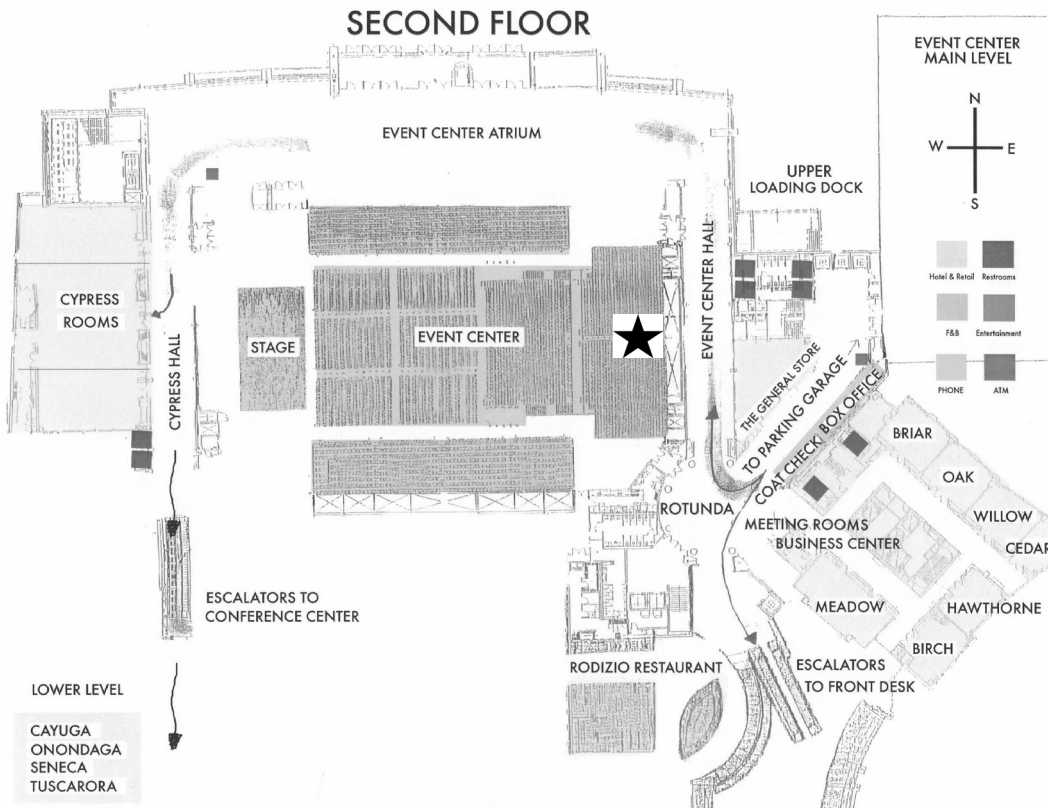 SECOND FLOOR
EVENT CENTER
MAIN LEVEL
N
W
E
S
EVENT CENTER ATRIUM
UPPER
LOADING DOCK
Hotel & Retail
Restrooms
F&B
Entertainment
PHONE
ATM
CYPRESS
ROOMS
CYPRESS HALL
STAGE
EVENT CENTER
EVENT CENTER HALL
THE GENERAL STORE
TO PARKING GARAGE
COAT CHECK
BOX OFFICE
BRIAR
OAK
WILLOW
CEDAR
ROTUNDA
MEETING ROOMS
BUSINESS CENTER
MEADOW
HAWTHORNE
BIRCH
ESCALATORS TO
CONFERENCE CENTER
RODIZIO RESTAURANT
ESCALATORS
TO FRONT DESK
LOWER LEVEL
CAYUGA
ONONDAGA
SENECA
TUSCARORA